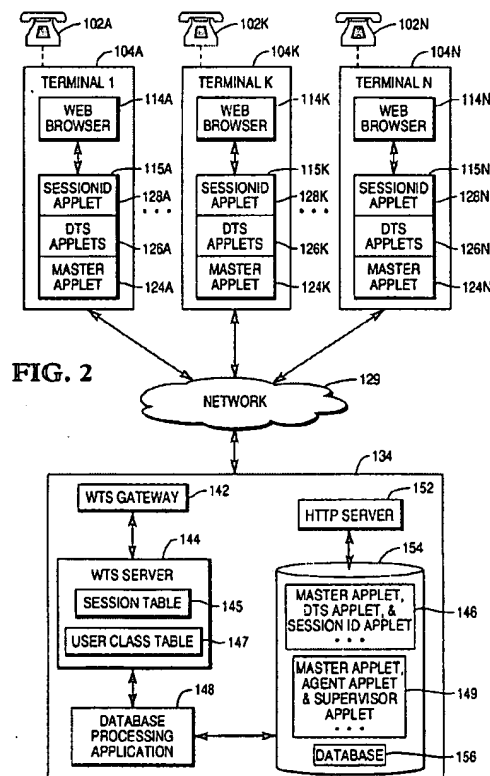 102A
102K
102N
104A
104K
104N
TERMINAL 1
TERMINAL K
TERMINAL N
WEB
BROWSER
114A
WEB
BROWSER
114K
WEB
BROWSER
114N
115A
115K
115N
SESSIONID
APPLET
128A
SESSIONID
APPLET
128K
SESSIONID
APPLET
128N
DTS
APPLETS
126A
DTS
APPLETS
126K
DTS
APPLETS
126N
MASTER
APPLET
124A
MASTER
APPLET
124K
MASTER
APPLET
124N
FIG. 2
129
NETWORK
134
WTS GATEWAY
142
HTTP SERVER
152
144
154
WTS SERVER
SESSION TABLE
145
USER CLASS TABLE
147
MASTER APPLET,
DTS APPLET, &
SESSION ID APPLET
146
MASTER APPLET,
AGENT APPLET
& SUPERVISOR
APPLET
149
148
DATABASE
PROCESSING
APPLICATION
DATABASE
156